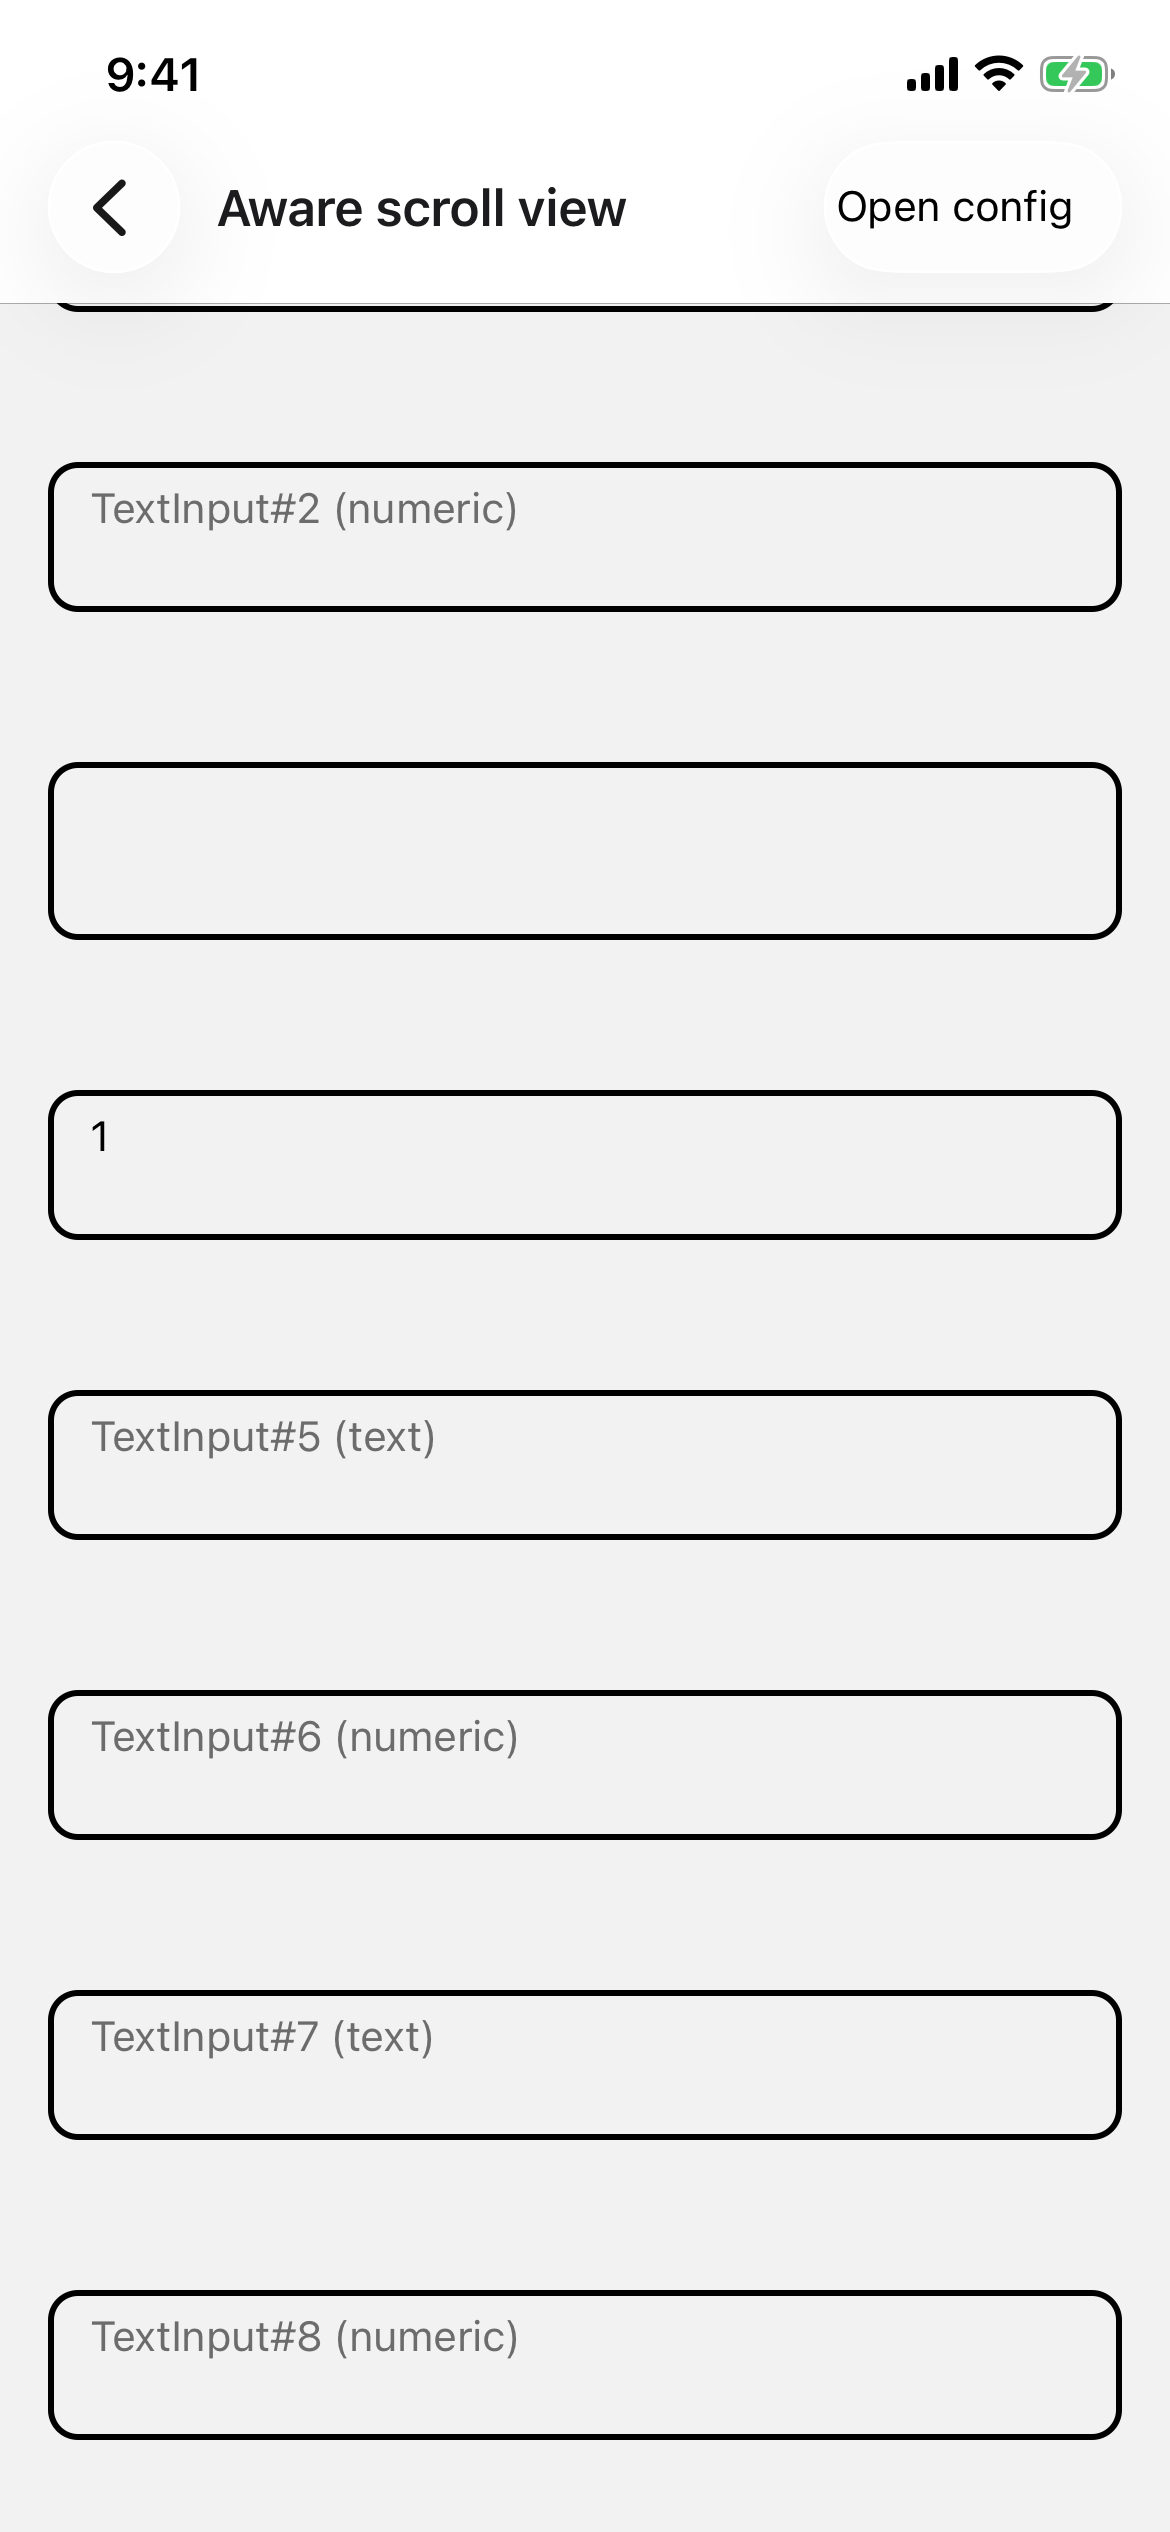 9:41
Aware scroll view
Open config
TextInput#2 (numeric)
1
TextInput#5 (text)
TextInput#6 (numeric)
TextInput#7 (text)
TextInput#8 (numeric)